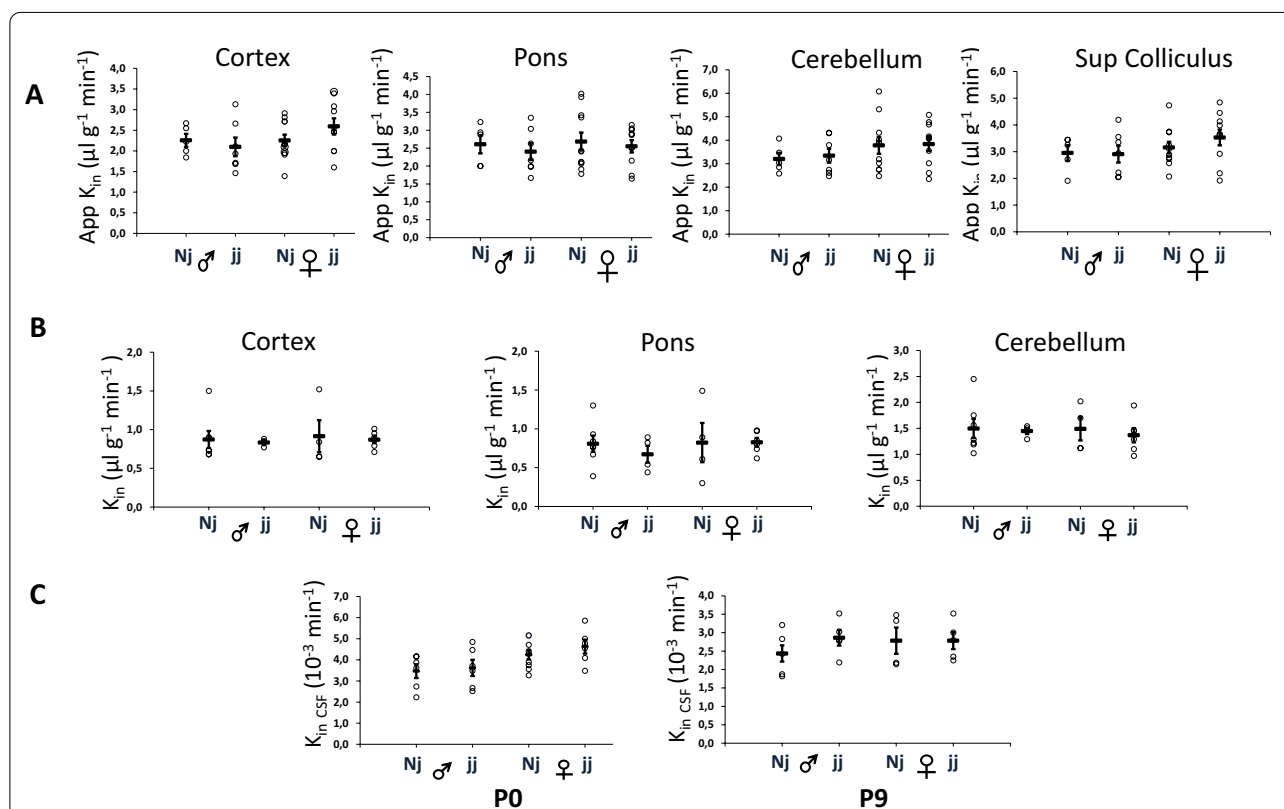 A
Cortex
App K_in (µl g⁻¹ min⁻¹)
4,0
3,5
3,0
2,5
2,0
1,5
1,0
0,5
0,0
Nj ♂ jj Nj ♀ jj
Pons
App K_in (µl g⁻¹ min⁻¹)
4,5
4,0
3,5
3,0
2,5
2,0
1,5
1,0
0,5
0,0
Nj ♂ jj Nj ♀ jj
Cerebellum
App K_in (µl g⁻¹ min⁻¹)
7,0
6,0
5,0
4,0
3,0
2,0
1,0
0,0
Nj ♂ jj Nj ♀ jj
Sup Colliculus
App K_in (µl g⁻¹ min⁻¹)
6,0
5,0
4,0
3,0
2,0
1,0
0,0
Nj ♂ jj Nj ♀ jj
B
Cortex
K_in (µl g⁻¹ min⁻¹ )
2,0
1,5
1,0
0,5
0,0
Nj ♂ jj Nj ♀ jj
Pons
K_in (µl g⁻¹ min⁻¹ )
2,0
1,5
1,0
0,5
0,0
Nj ♂ jj Nj ♀ jj
Cerebellum
K_in (µl g⁻¹ min⁻¹ )
3,0
2,5
2,0
1,5
1,0
0,5
0,0
Nj ♂ jj Nj ♀ jj
C
K_in CSF (10⁻³ min⁻¹)
7,0
6,0
5,0
4,0
3,0
2,0
1,0
0,0
Nj ♂ jj Nj ♀ jj
P0
K_in CSF (10⁻³ min⁻¹)
4,0
3,5
3,0
2,5
2,0
1,5
1,0
0,5
0,0
Nj ♂ jj Nj ♀ jj
P9